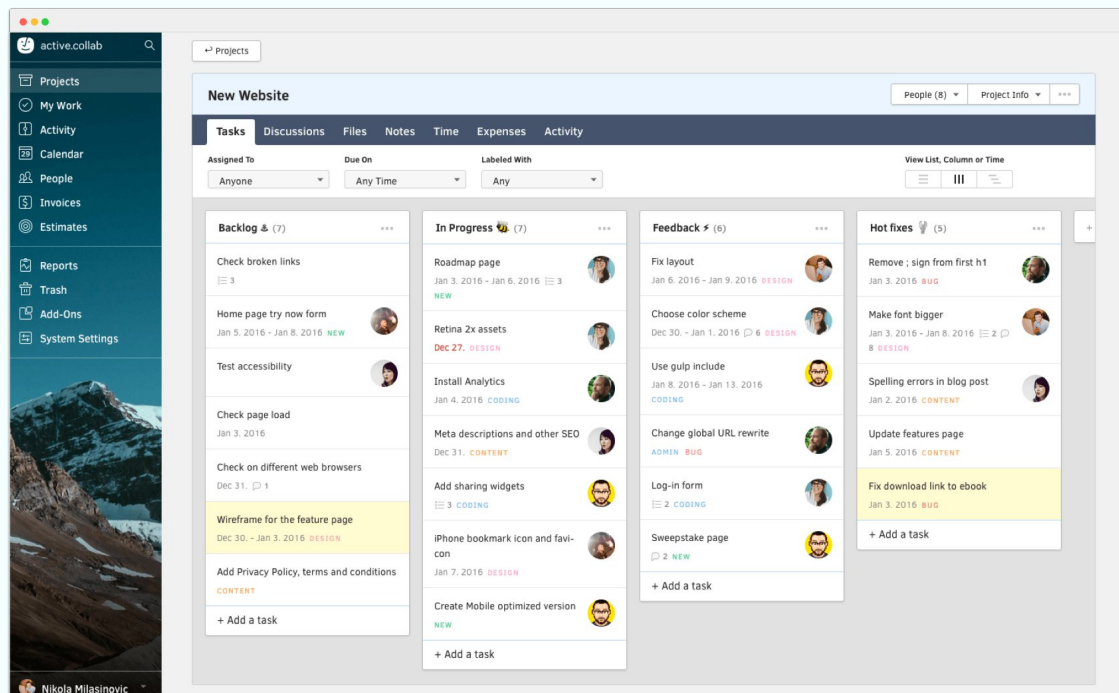 active.collab
Projects
My Work
Activity
29 Calendar
People
Invoices
Estimates
Reports
Trash
Add-Ons
System Settings
Nikola Milasinovic
Projects
New Website
People (8)
Project Info
Tasks Discussions Files Notes Time Expenses Activity
Assigned To
Anyone
Due On
Any Time
Labeled With
Any
View List, Column or Time
Backlog (7)
Check broken links
3
Home page try now form
Jan 5. 2016 - Jan 8. 2016 NEW
Test accessibility
Check page load
Jan 3. 2016
Check on different web browsers
Dec 31. 1
Wireframe for the feature page
Dec 30. - Jan 3. 2016 DESIGN
Add Privacy Policy, terms and conditions
CONTENT
+ Add a task
In Progress (7)
Roadmap page
Jan 3. 2016 - Jan 6. 2016 3
NEW
Retina 2x assets
Dec 27. DESIGN
Install Analytics
Jan 4. 2016 CODING
Meta descriptions and other SEO
Dec 31. CONTENT
Add sharing widgets
3 CODING
iPhone bookmark icon and favi-
con
Jan 7. 2016 DESIGN
Create Mobile optimized version
NEW
+ Add a task
Feedback ⚡ (6)
Fix layout
Jan 6. 2016 - Jan 9. 2016 DESIGN
Choose color scheme
Dec 30. - Jan 1. 2016 6 DESIGN
Use gulp include
Jan 8. 2016 - Jan 13. 2016
CODING
Change global URL rewrite
ADMIN BUG
Log-in form
2 CODING
Sweepstake page
2 NEW
+ Add a task
Hot fixes (5)
Remove ; sign from first h1
Jan 3. 2016 BUG
Make font bigger
Jan 3. 2016 - Jan 8. 2016 2
8 DESIGN
Spelling errors in blog post
Jan 2. 2016 CONTENT
Update features page
Jan 5. 2016 CONTENT
Fix download link to ebook
Jan 3. 2016 BUG
+ Add a task
+